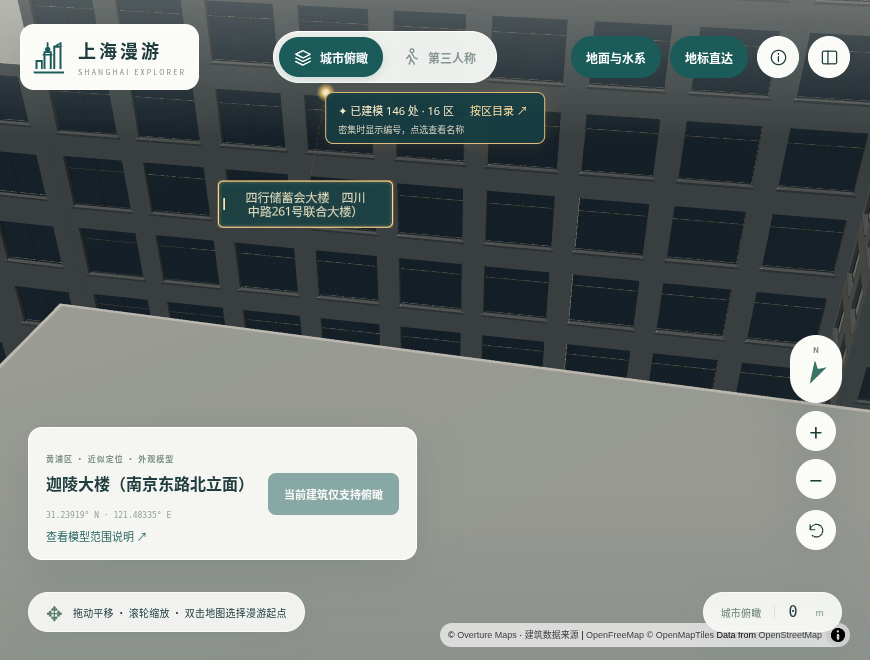 上海漫游
SHANGHAI EXPLORER
城市俯瞰
第三人称
地面与水系
地标直达
✦ 已建模 146 处 · 16 区 按区目录 ↗
密集时显示编号，点选查看名称
四行储蓄会大楼 四川
中路261号联合大楼）
N
黄浦区 · 近似定位 · 外观模型
迦陵大楼（南京东路北立面）
当前建筑仅支持俯瞰
31.23919° N · 121.48335° E
查看模型范围说明 ↗
拖动平移 · 滚轮缩放 · 双击地图选择漫游起点
城市俯瞰 0 m
© Overture Maps · 建筑数据来源 | OpenFreeMap © OpenMapTiles Data from OpenStreetMap